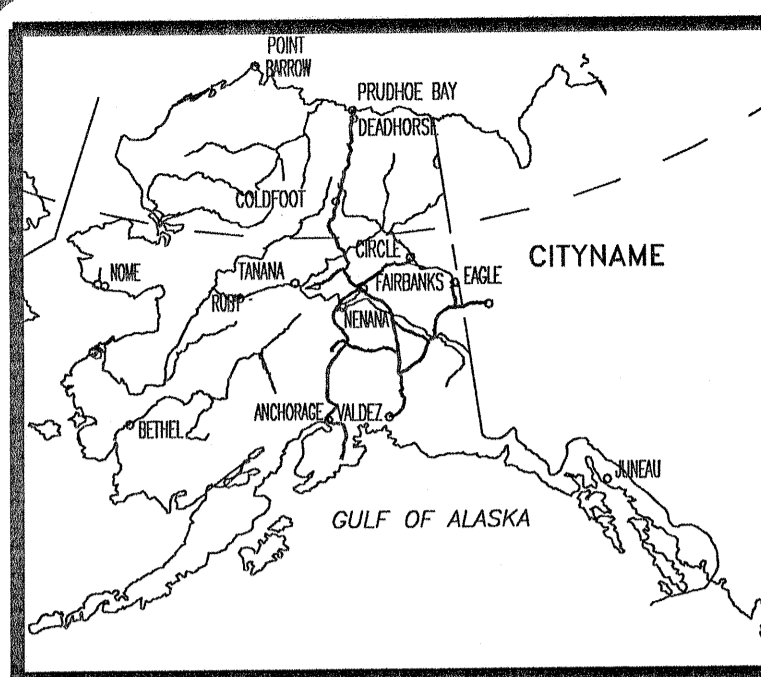 POINT
BARROW
PRUDHOE BAY
DEADHORSE
COLDFOOT
CIRCLE
CITYNAME
NOME
TANANA
EAGLE
FAIRBANKS
RUBY
NENANA
ANCHORAGE
VALDEZ
BETHEL
JUNEAU
GULF OF ALASKA